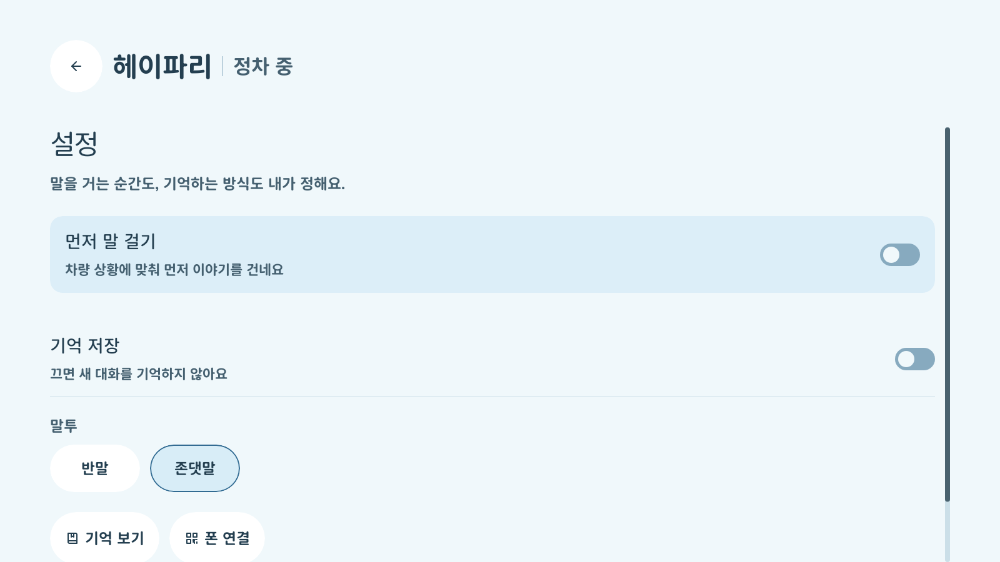 헤이파리 정차 중
설정
말을 거는 순간도, 기억하는 방식도 내가 정해요.
먼저 말 걸기
차량 상황에 맞춰 먼저 이야기를 건네요
기억 저장
끄면 새 대화를 기억하지 않아요
말투
반말 존댓말
기억 보기 폰 연결